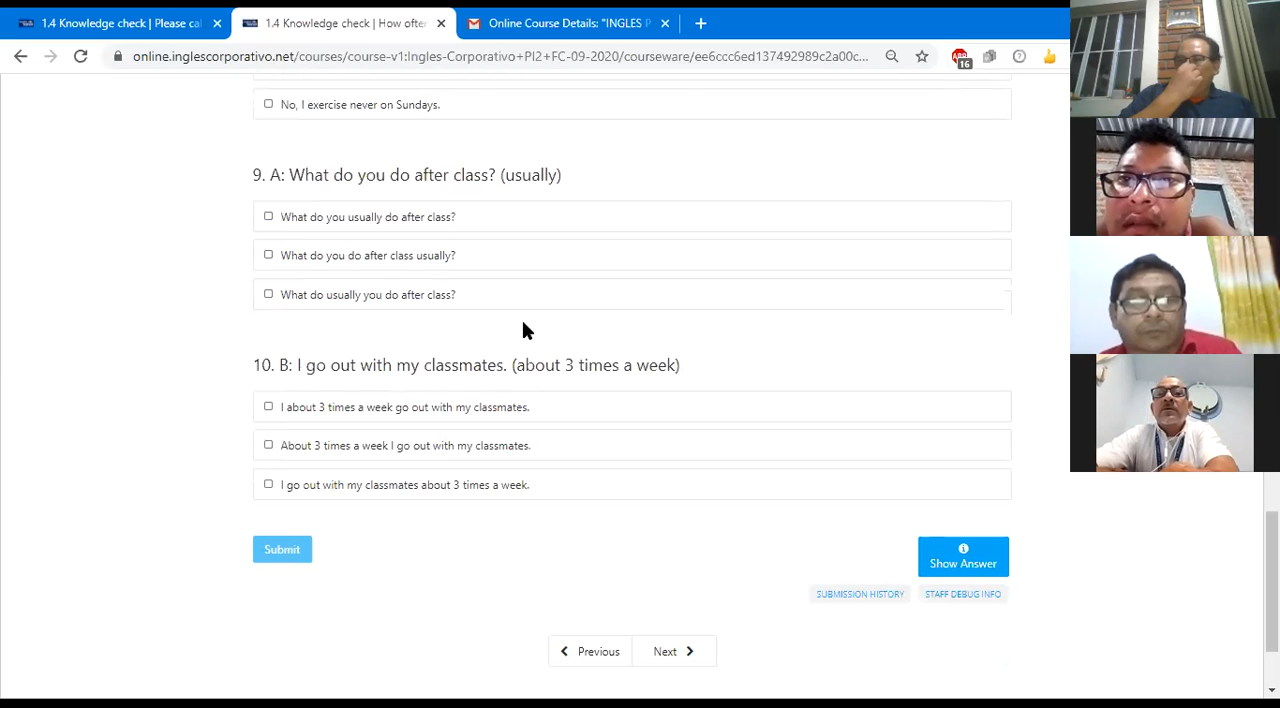 1.4 Knowledge check | Please cal
1.4 Knowledge check | How ofter
Online Course Details: "INGLES P
online.inglescorporativo.net/courses/course-v1:Ingles-Corporativo+PI2+FC-09-2020/courseware/ee6ccc6ed137492989c2a00c...
16
No, I exercise never on Sundays.
9. A: What do you do after class? (usually)
What do you usually do after class?
What do you do after class usually?
What do usually you do after class?
10. B: I go out with my classmates. (about 3 times a week)
I about 3 times a week go out with my classmates.
About 3 times a week I go out with my classmates.
I go out with my classmates about 3 times a week.
Submit
Show Answer
SUBMISSION HISTORY
STAFF DEBUG INFO
Previous
Next